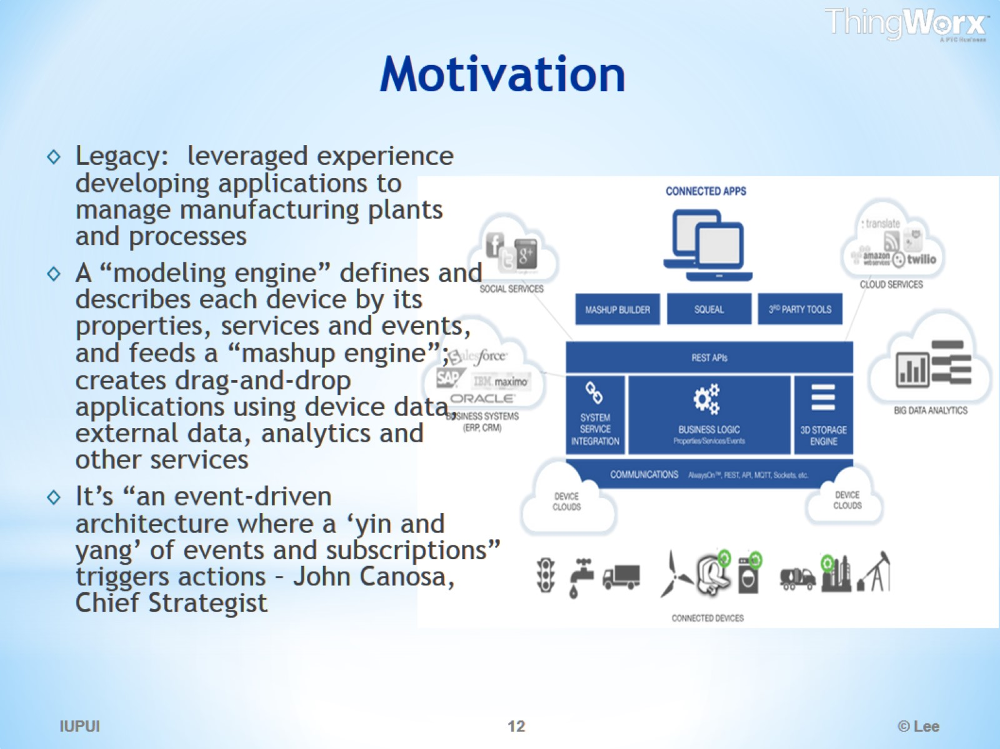 ThingWorx
A PTC Business
Motivation
◊ Legacy:  leveraged experience
developing applications to
manage manufacturing plants
and processes
◊ A “modeling engine” defines and
describes each device by its
properties, services and events,
and feeds a “mashup engine”;
creates drag-and-drop
applications using device data,
external data, analytics and
other services
◊ It’s “an event-driven
architecture where a ‘yin and
yang’ of events and subscriptions”
triggers actions – John Canosa,
Chief Strategist
CONNECTED APPS
g+
SOCIAL SERVICES
translate
amazon
web services
twilio
CLOUD SERVICES
MASHUP BUILDER
SQUEAL
3RD PARTY TOOLS
REST APIs
salesforce
SAP
IBM. maximo
ORACLE
BUSINESS SYSTEMS
(ERP, CRM)
SYSTEM
SERVICE
INTEGRATION
BUSINESS LOGIC
Properties/Services/Events
3D STORAGE
ENGINE
BIG DATA ANALYTICS
COMMUNICATIONS AlwaysOn™, REST, API, MQTT, Sockets, etc.
DEVICE
CLOUDS
DEVICE
CLOUDS
CONNECTED DEVICES
IUPUI
12
© Lee